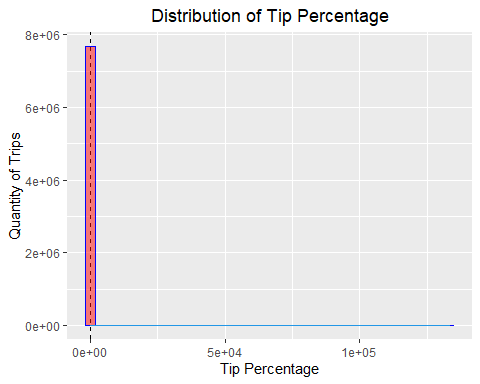 Distribution of Tip Percentage
8e+06
6e+06
4e+06
2e+06
0e+00
Quantity of Trips
0e+00 5e+04 1e+05
Tip Percentage